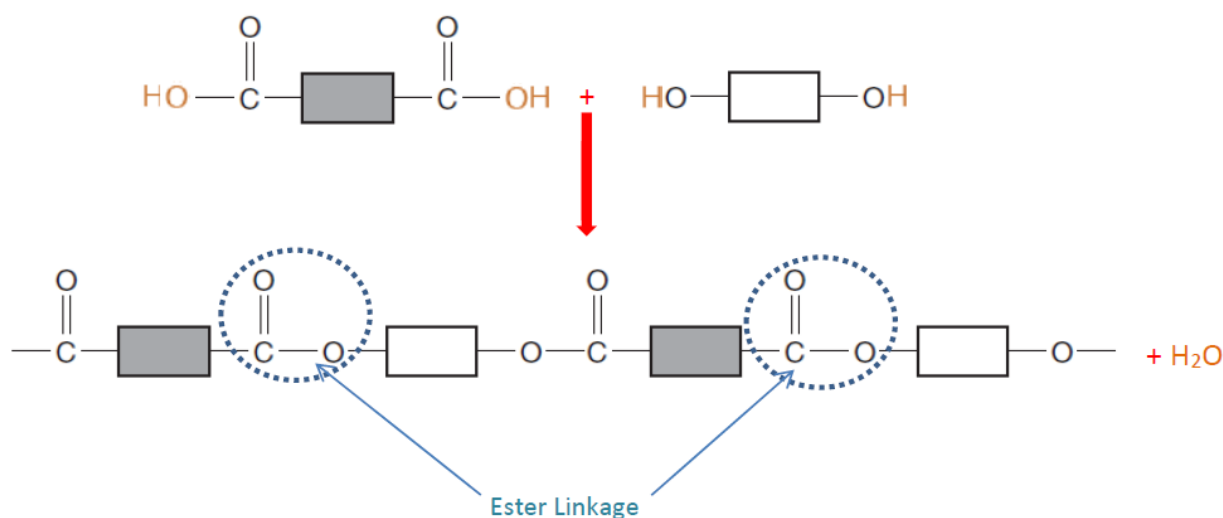 O O
HO C C OH + HO OH
O O O O
C C O O C C O O + H₂O
Ester Linkage